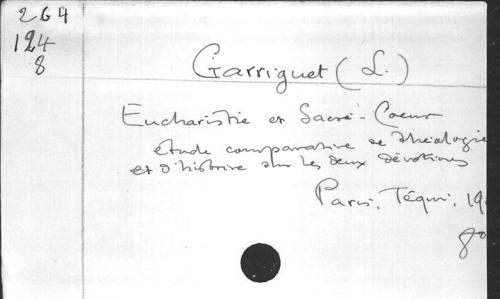 264
124
8
Garriguet (L.)
Eucharistie et Sacré-Coeur
étude comparative de théologie
et d'histoire sur les deux dévotions
Paris, Téqui, 19
8°